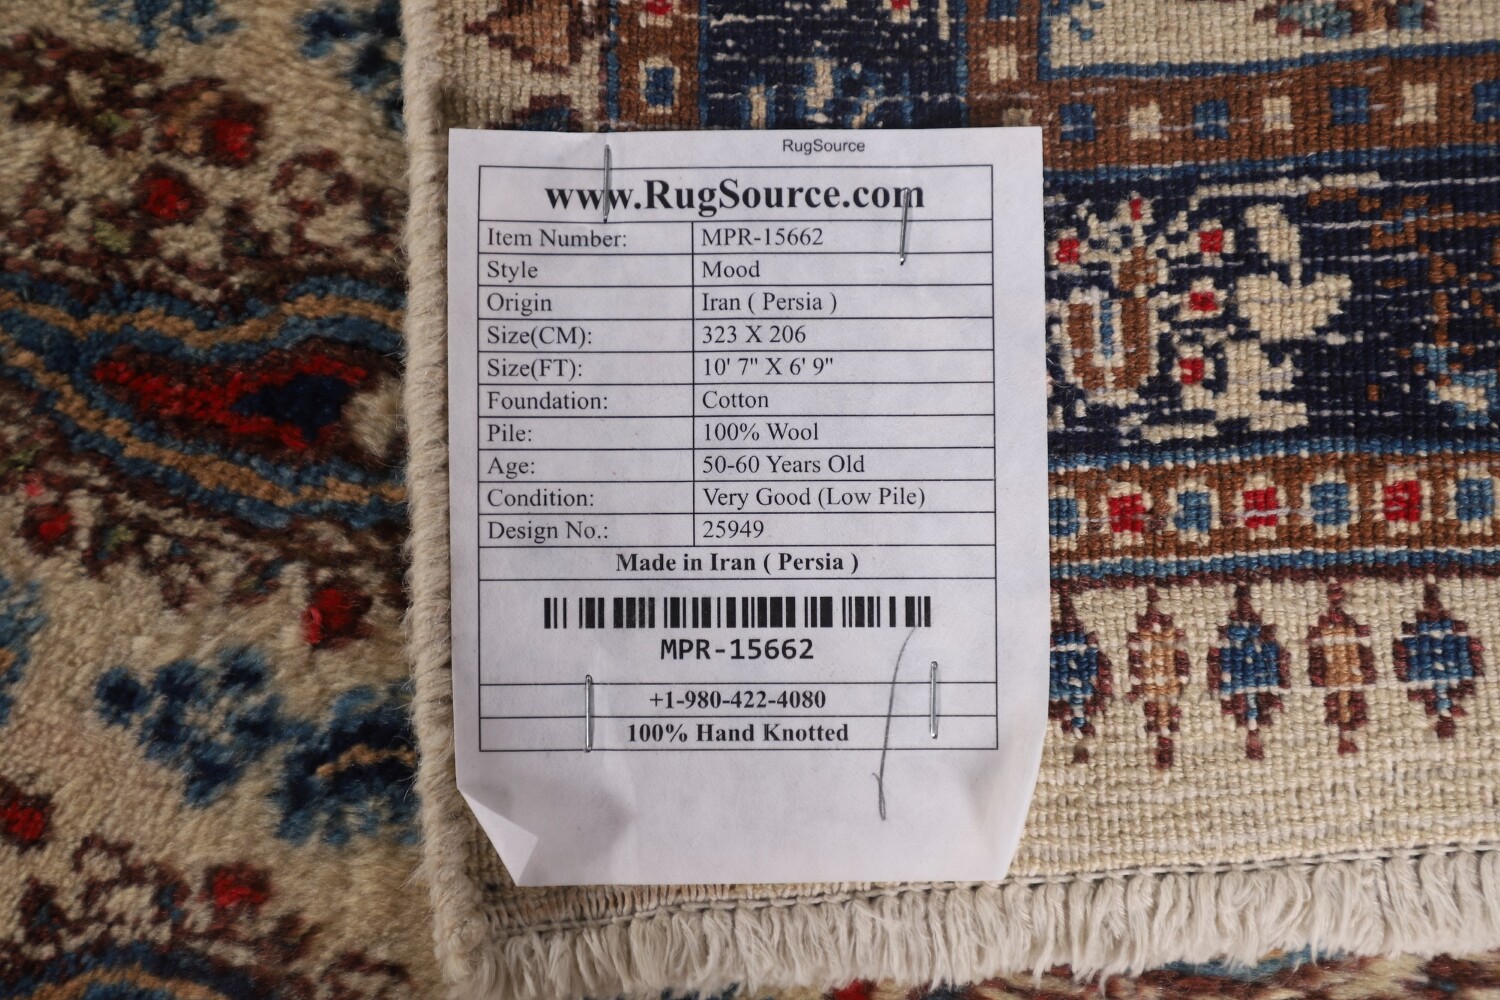 RugSource
www.RugSource.com
Item Number: MPR-15662
Style Mood
Origin Iran ( Persia )
Size(CM): 323 X 206
Size(FT): 10' 7" X 6' 9"
Foundation: Cotton
Pile: 100% Wool
Age: 50-60 Years Old
Condition: Very Good (Low Pile)
Design No.: 25949
Made in Iran ( Persia )
MPR-15662
+1-980-422-4080
100% Hand Knotted